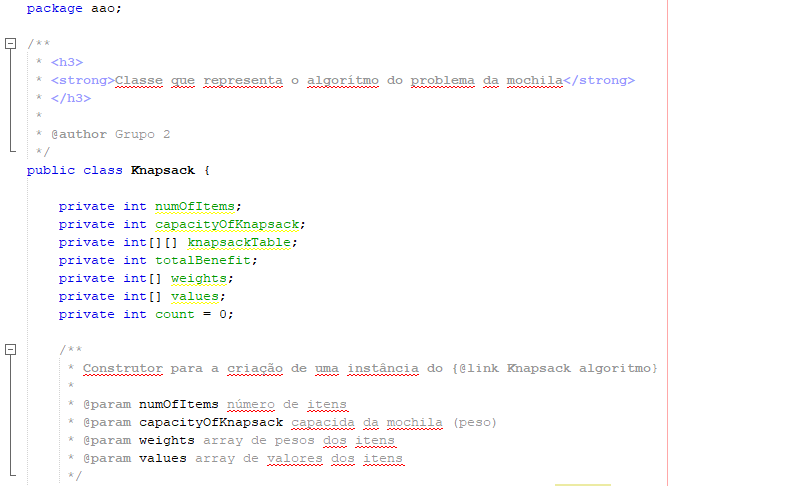 package aao;
/**
 * <h3>
 * <strong>Classe que representa o algoritmo do problema da mochila</strong>
 * </h3>
 *
 * @author Grupo 2
 */
public class Knapsack {
private int numOfItems;
private int capacityOfKnapsack;
private int[][] knapsackTable;
private int totalBenefit;
private int[] weights;
private int[] values;
private int count = 0;
/**
 * Construtor para a criação de uma instância do {@link Knapsack algoritmo}
 *
 * @param numOfItems número de itens
 * @param capacityOfKnapsack capacida da mochila (peso)
 * @param weights array de pesos dos itens
 * @param values array de valores dos itens
 */